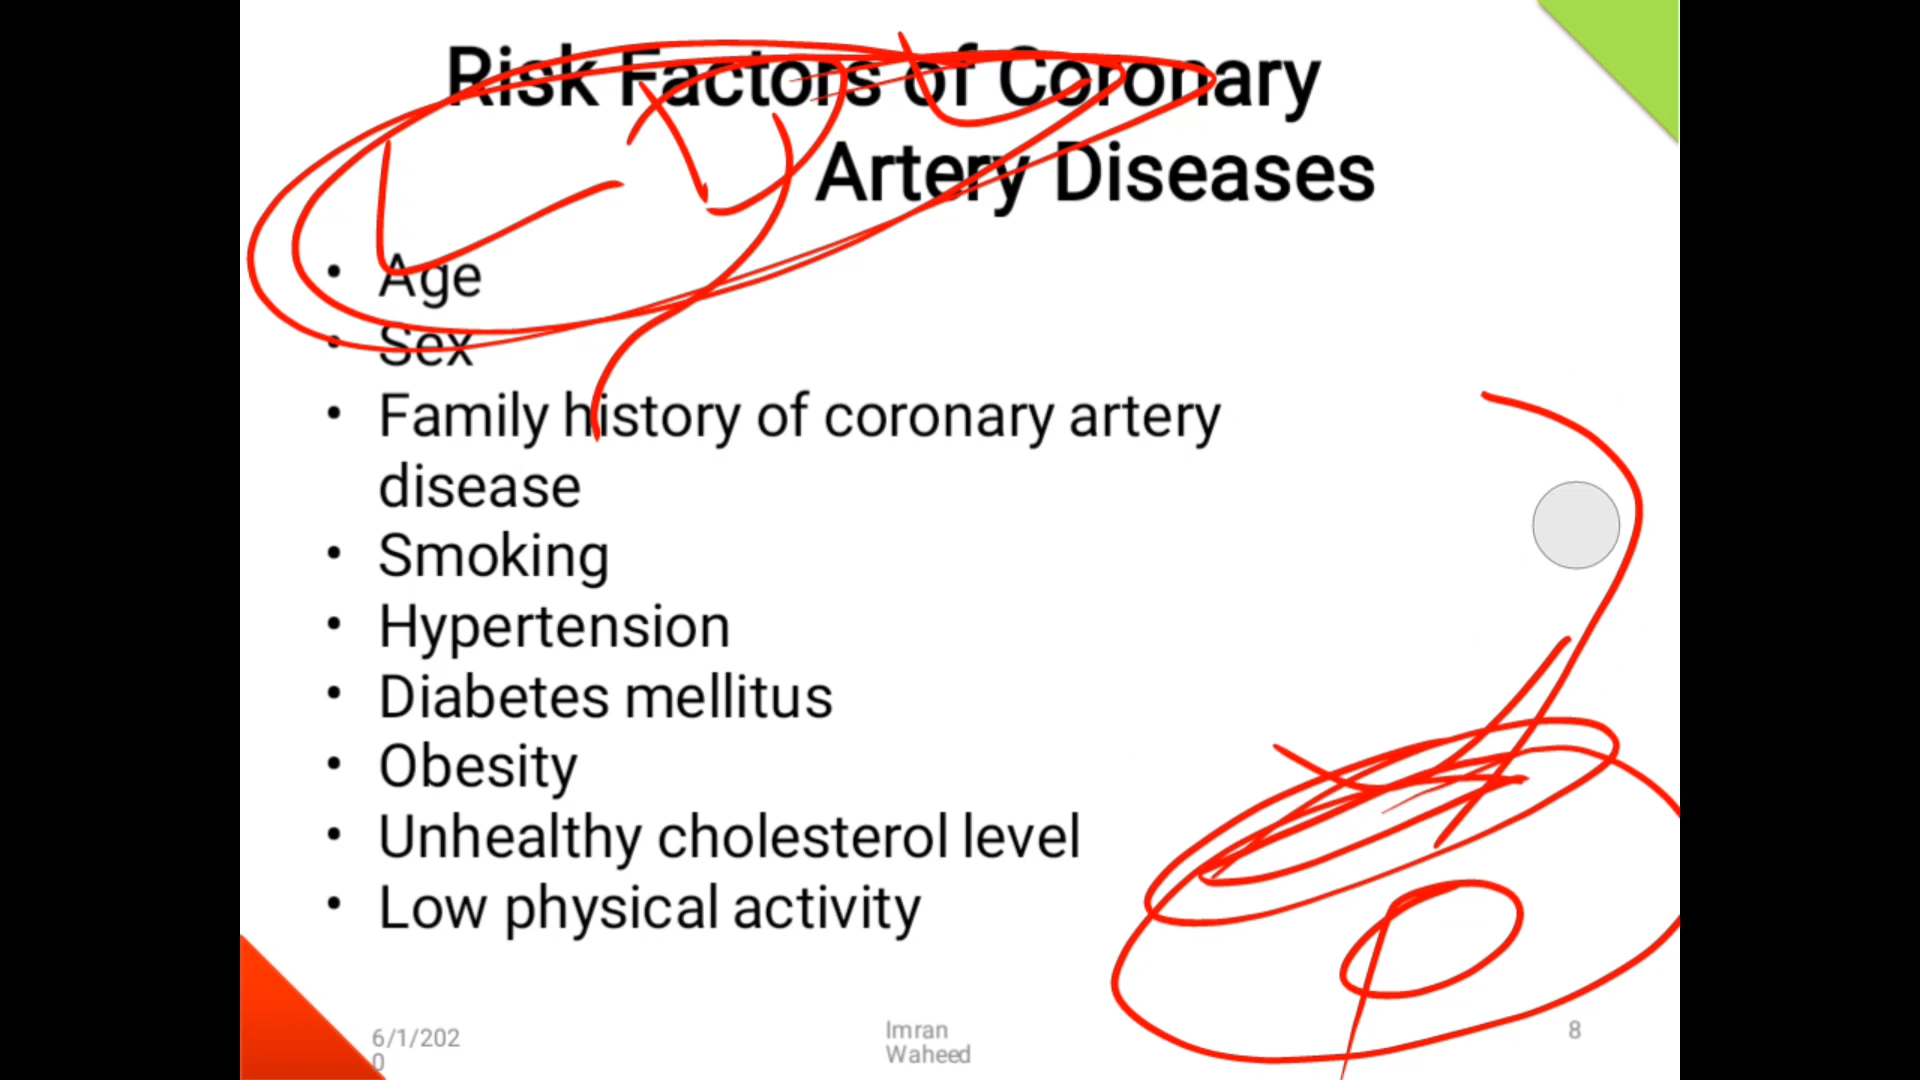 Risk Factors of Coronary
Artery Diseases
• Age
• Sex
• Family history of coronary artery
disease
• Smoking
• Hypertension
• Diabetes mellitus
• Obesity
• Unhealthy cholesterol level
• Low physical activity
6/1/202
0
Imran
Waheed
8